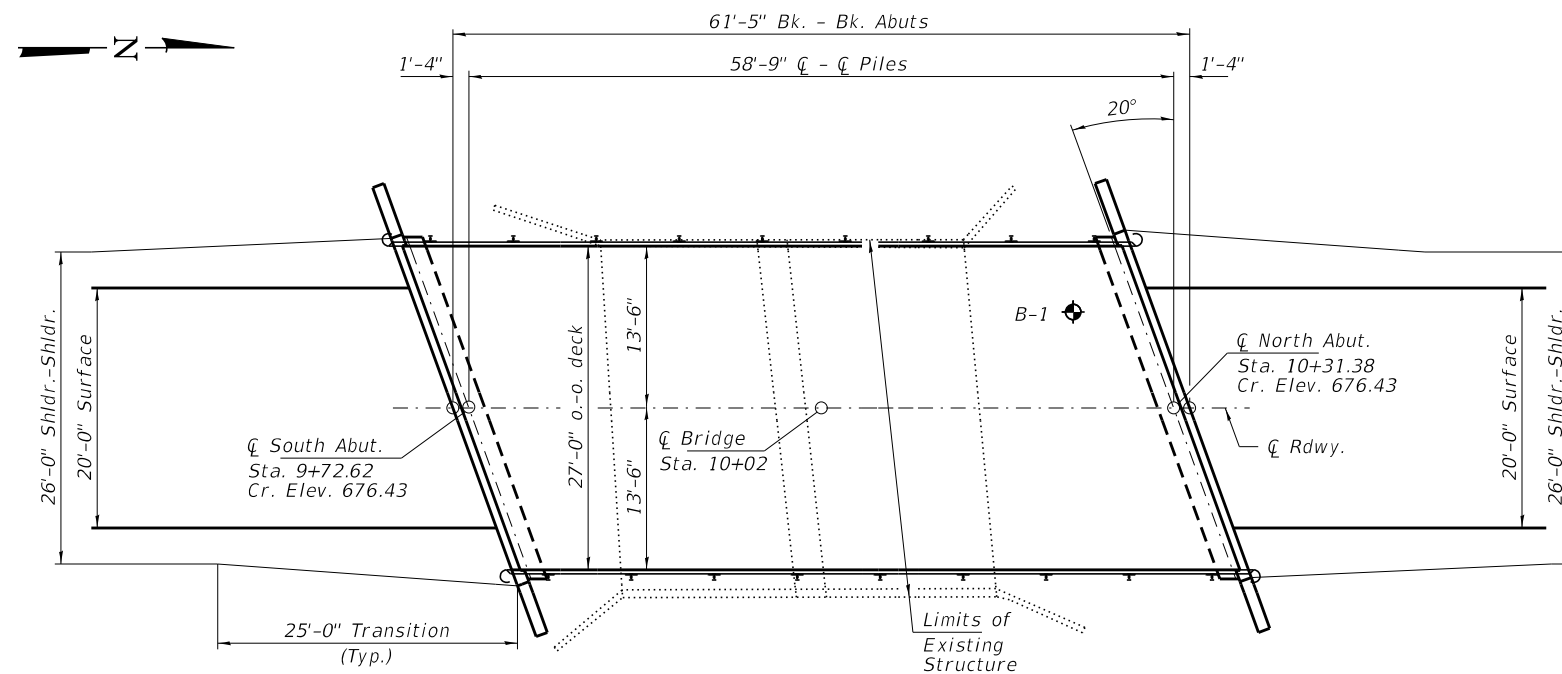 61'-5" Bk. - Bk. Abuts
N
1'-4"
58'-9" ℄ - ℄ Piles
1'-4"
20°
B-1
℄ North Abut.
Sta. 10+31.38
Cr. Elev. 676.43
26'-0" Shldr.-Shldr.
20'-0" Surface
27'-0" o.-o. deck
13'-6"
13'-6"
℄ South Abut.
Sta. 9+72.62
Cr. Elev. 676.43
℄ Bridge
Sta. 10+02
℄ Rdwy.
20'-0" Surface
26'-0" Shldr.-Shldr.
25'-0" Transition
(Typ.)
Limits of
Existing
Structure